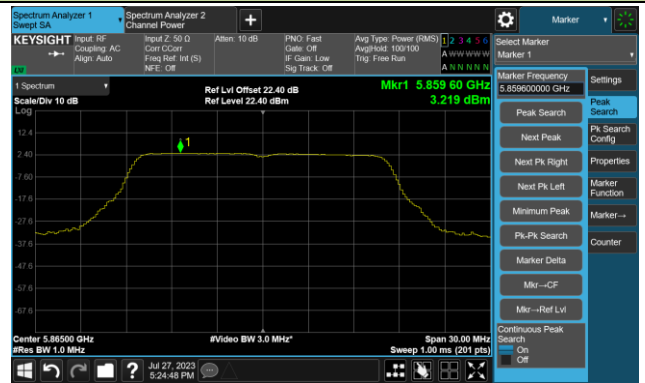 Spectrum Analyzer 1
Swept SA
Spectrum Analyzer 2
Channel Power
Marker
KEYSIGHT
Input: RF
Coupling: AC
Align: Auto
Input Z: 50 Ω
Corr CCorr
Freq Ref: Int (S)
NFE: Off
Atten: 10 dB
PNO: Fast
Gate: Off
IF Gain: Low
Sig Track: Off
Avg Type: Power (RMS)
Avg|Hold: 100/100
Trig: Free Run
1 2 3 4 5 6
A W W W W W
A N N N N N
Select Marker
Marker 1
1 Spectrum
Scale/Div 10 dB
Log
Ref Lvl Offset 22.40 dB
Ref Level 22.40 dBm
Mkr1 5.859 60 GHz
3.219 dBm
12.4
2.40
-7.60
-17.6
-27.6
-37.6
-47.6
-57.6
-67.6
1
Center 5.86500 GHz
#Res BW 1.0 MHz
#Video BW 3.0 MHz*
Span 30.00 MHz
Sweep 1.00 ms (201 pts)
Marker Frequency
5.859600000 GHz
Peak Search
Next Peak
Next Pk Right
Next Pk Left
Minimum Peak
Pk-Pk Search
Marker Delta
Mkr→CF
Mkr→Ref Lvl
Continuous Peak
Search
On
Off
Settings
Peak
Search
Pk Search
Config
Properties
Marker
Function
Marker→
Counter
Jul 27, 2023
5:24:48 PM